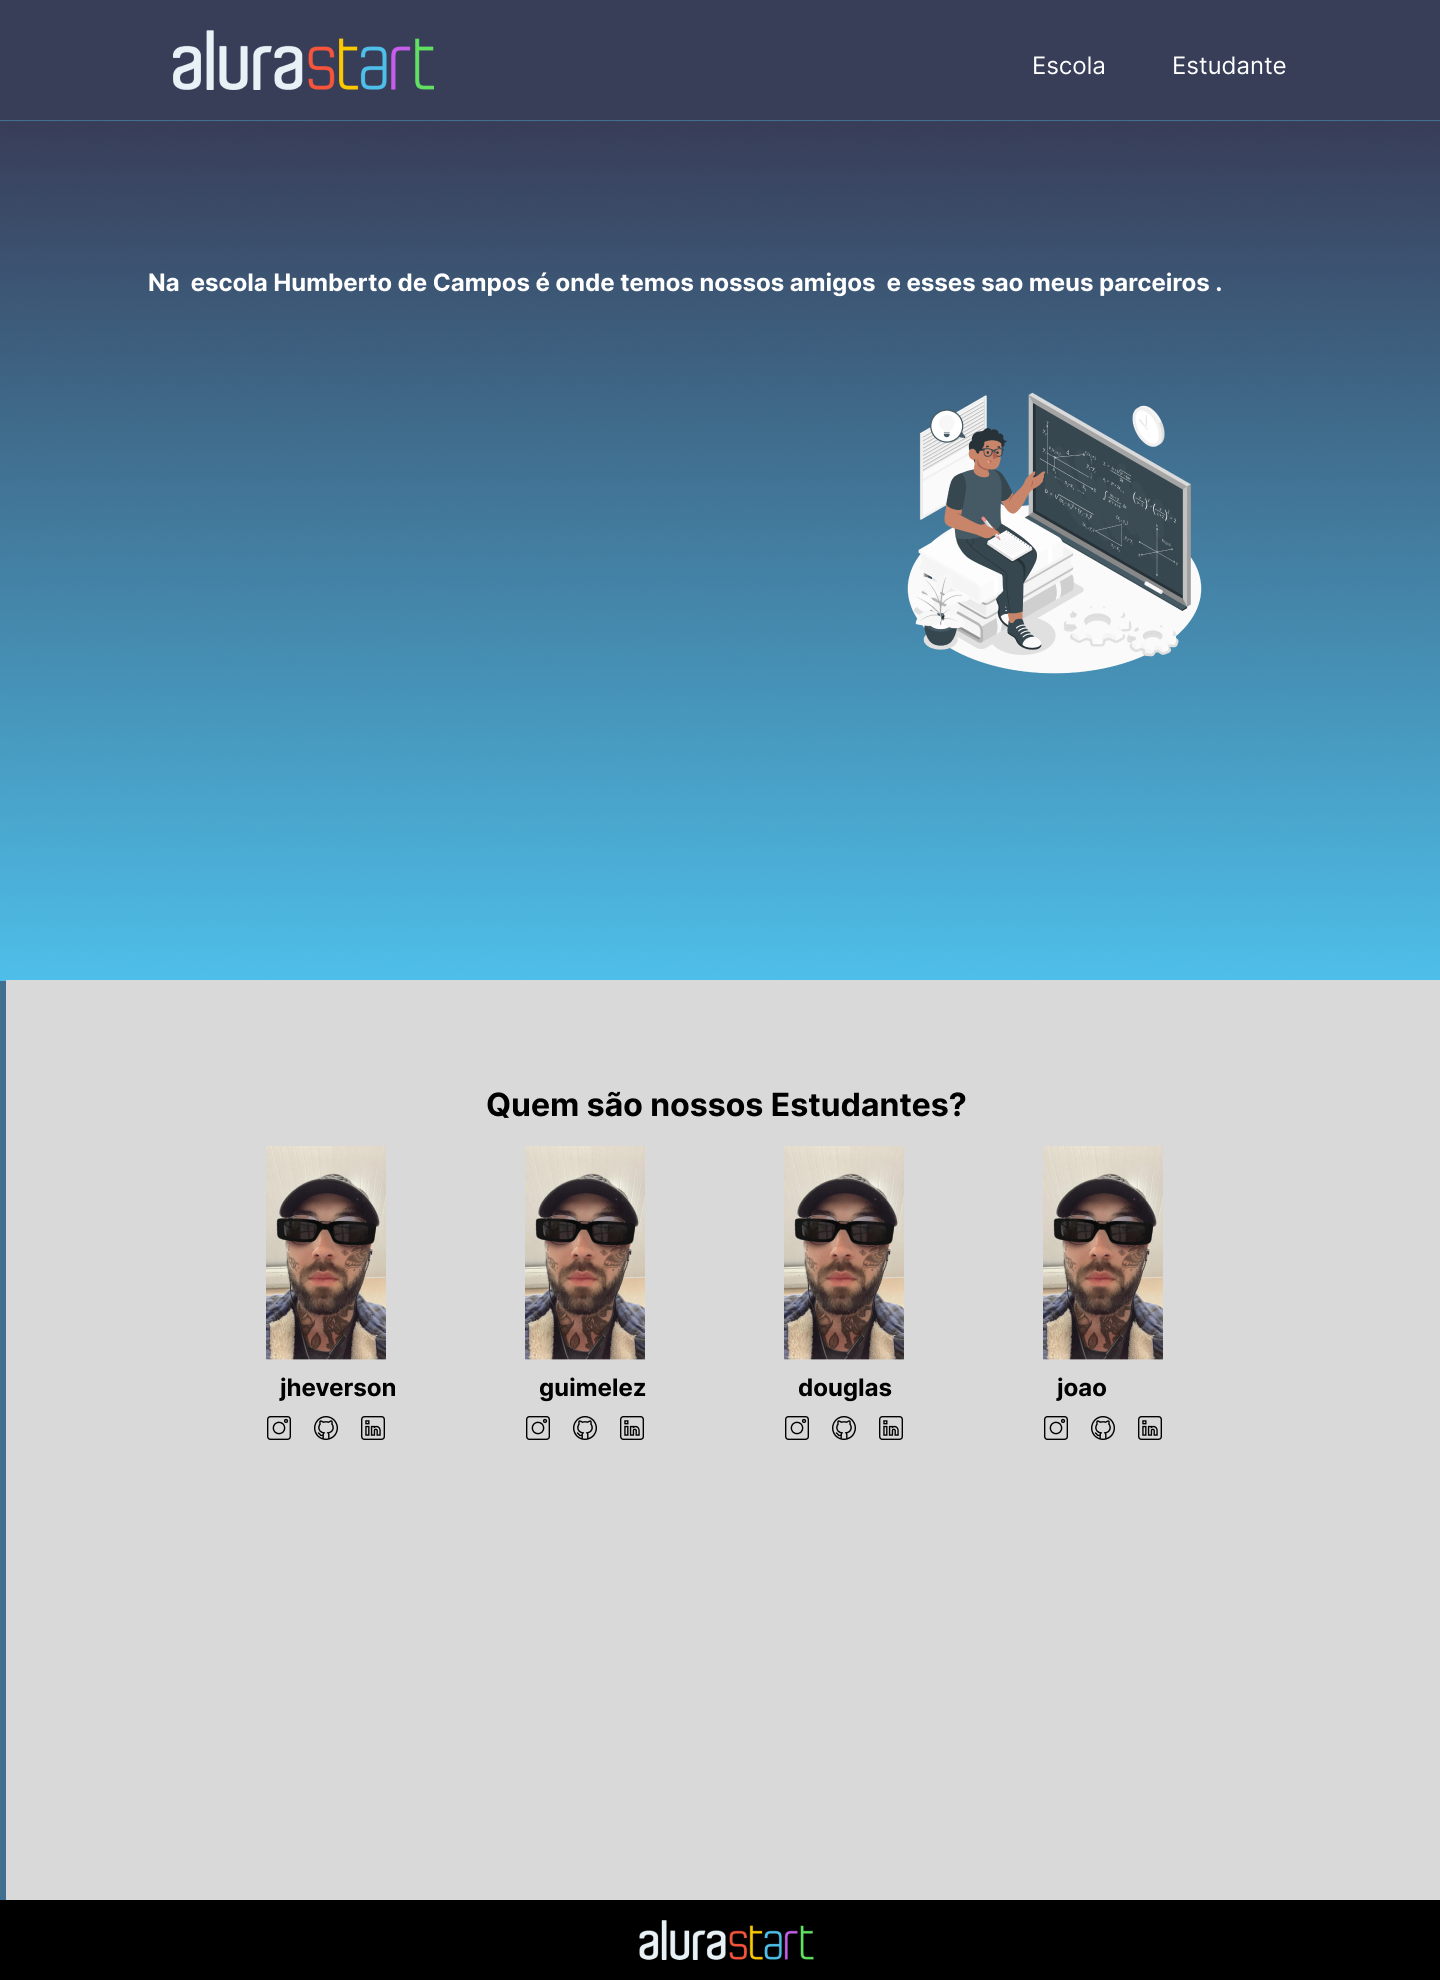 alurastart
Escola Estudante
Na escola Humberto de Campos é onde temos nossos amigos e esses sao meus parceiros .
Quem são nossos Estudantes?
jheverson guimelez douglas joao
alurastart